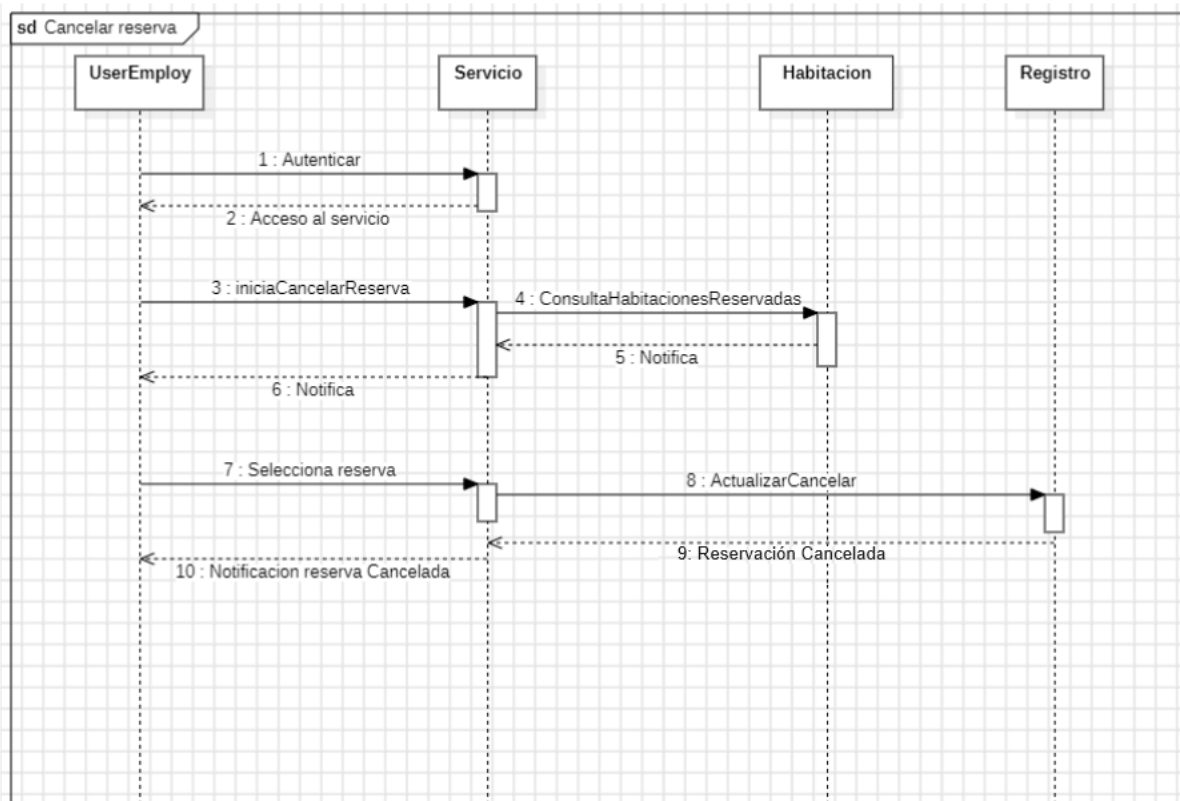 sd Cancelar reserva
UserEmploy
Servicio
Habitacion
Registro
1 : Autenticar
2 : Acceso al servicio
3 : iniciaCancelarReserva
4 : ConsultaHabitacionesReservadas
5 : Notifica
6 : Notifica
7 : Selecciona reserva
8 : ActualizarCancelar
9: Reservación Cancelada
10 : Notificacion reserva Cancelada